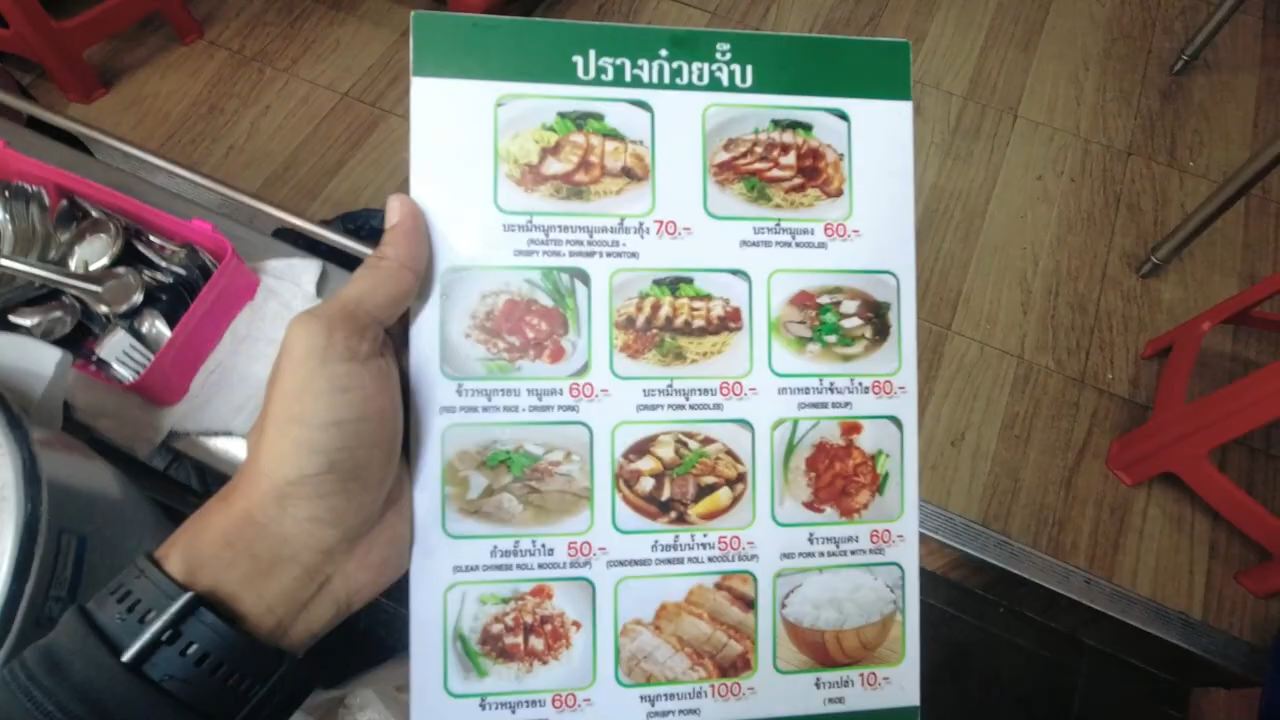 ปรางก๋วยจั๊บ
บะหมี่หมูกรอบหมูแดงเกี๊ยวกุ้ง 70.-
(ROASTED PORK NOODLES +
CRISPY PORK+ SHRIMP'S WONTON)
บะหมี่หมูแดง 60.-
(ROASTED PORK NOODLES)
ข้าวหมูกรอบ หมูแดง 60.-
(RED PORK WITH RICE + CRISRY PORK)
บะหมี่หมูกรอบ 60.-
(CRISPY PORK NOODLES)
เกาเหลาน้ำข้น/น้ำใส 60.-
(CHINESE SOUP)
ก๋วยจั๊บน้ำใส 50.-
(CLEAR CHINESE ROLL NOODLE SOUP)
ก๋วยจั๊บน้ำข้น 50.-
(CONDENSED CHINESE ROLL NOODLE SOUP)
ข้าวหมูแดง 60.-
(RED PORK IN SAUCE WITH RICE)
ข้าวหมูกรอบ 60.-
หมูกรอบเปล่า 100.-
(CRISPY PORK)
ข้าวเปล่า 10.-
( RICE)